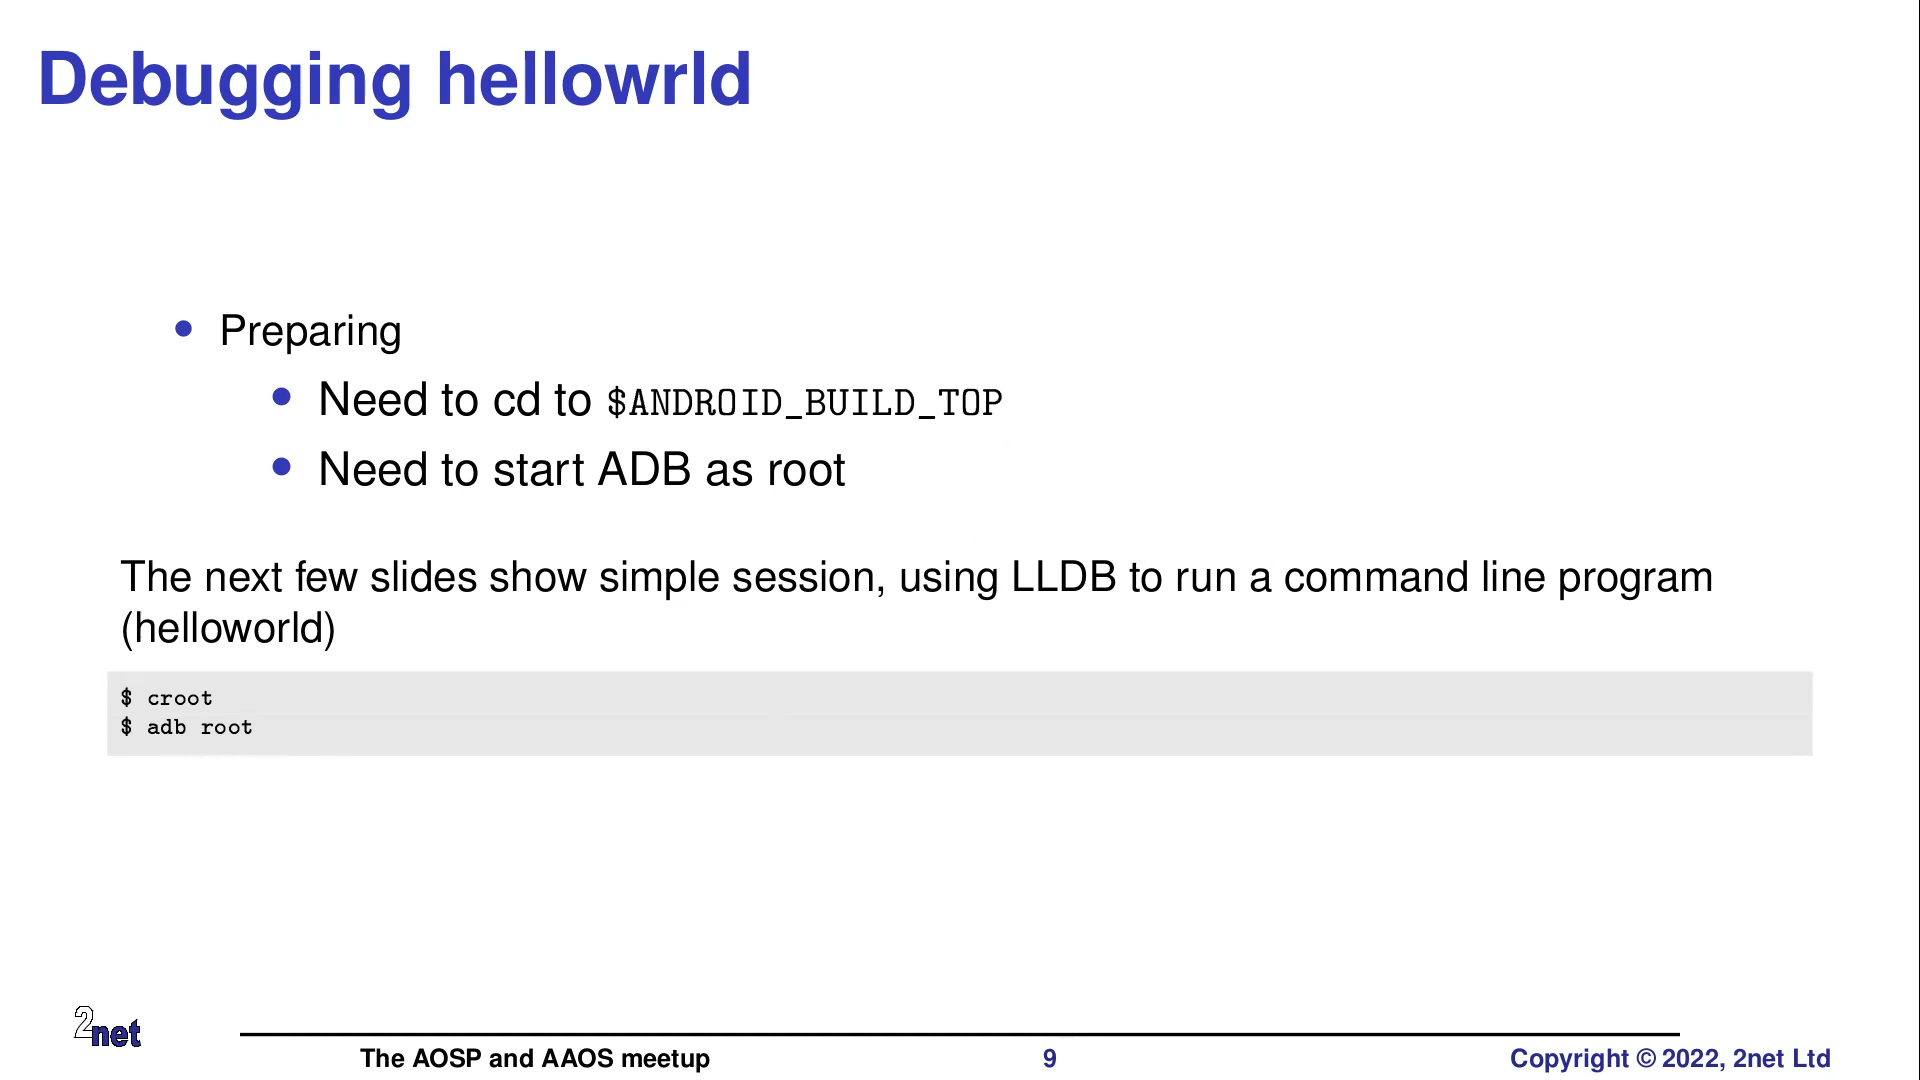 Debugging hellowrld
• Preparing
• Need to cd to $ANDROID_BUILD_TOP
• Need to start ADB as root
The next few slides show simple session, using LLDB to run a command line program
(helloworld)
$ croot
$ adb root
2net
The AOSP and AAOS meetup
9
Copyright © 2022, 2net Ltd